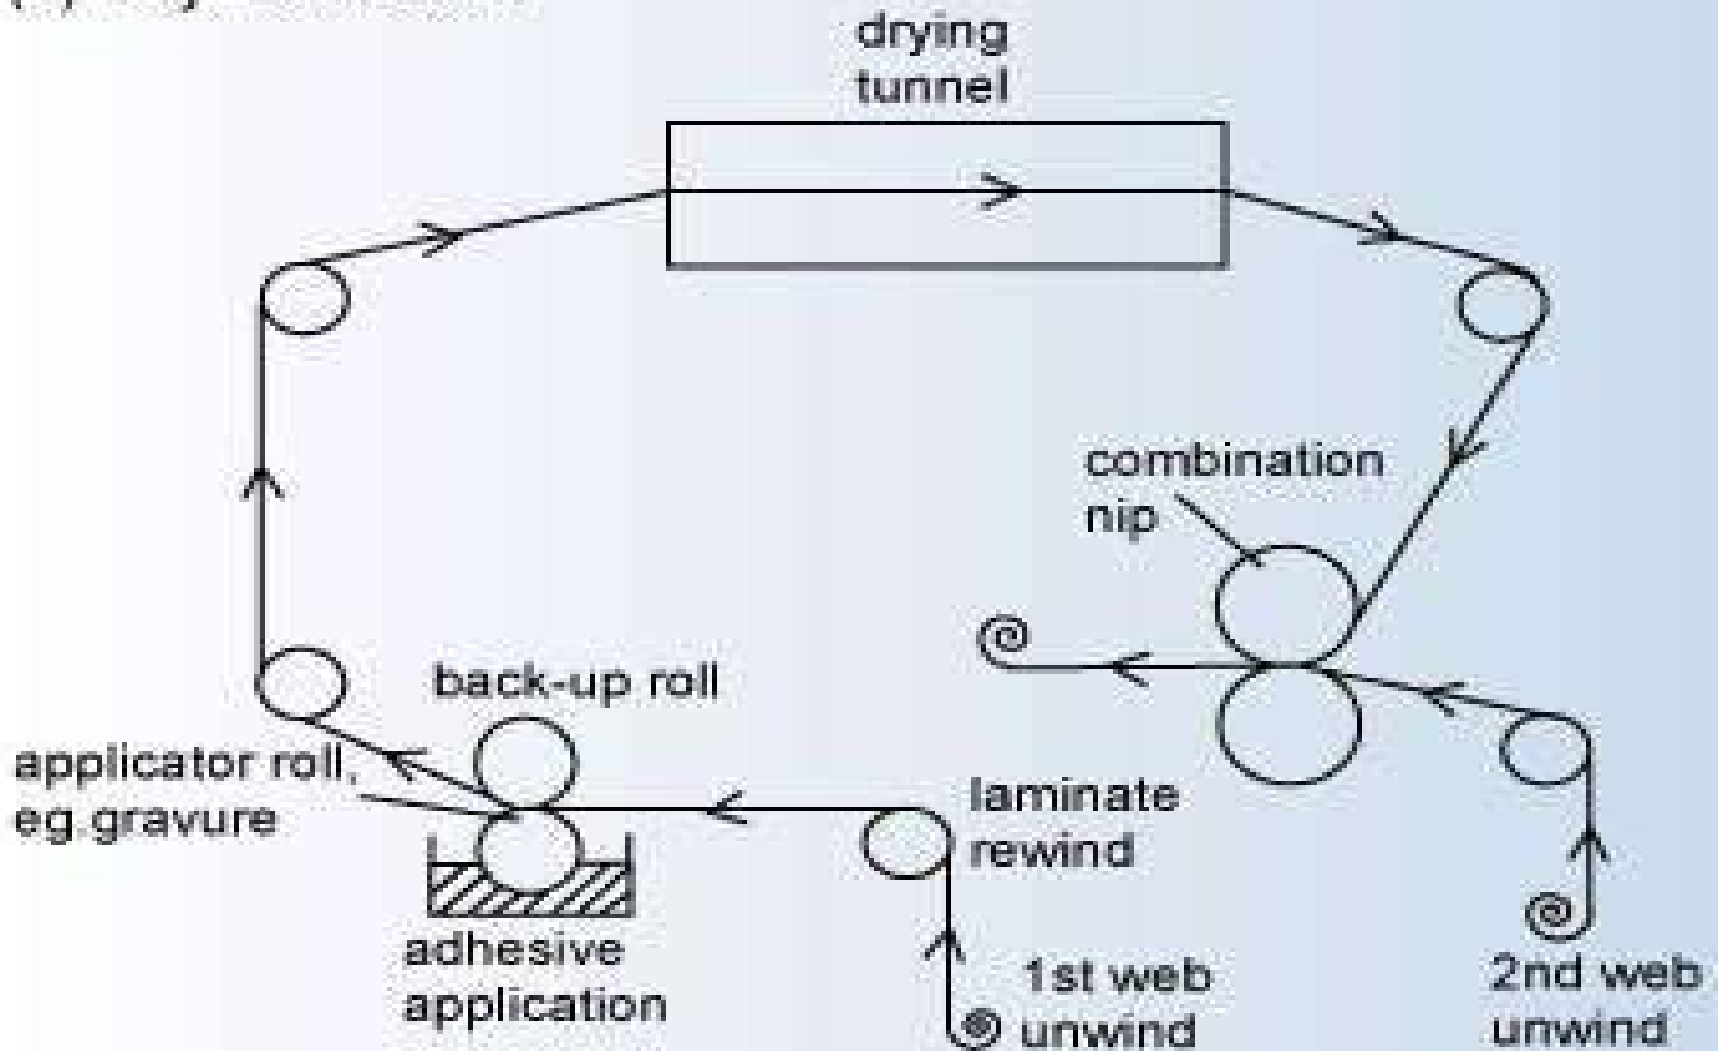 drying
tunnel
combination
nip
back-up roll
applicator roll,
eg.gravure
laminate
rewind
adhesive
application
1st web
unwind
2nd web
unwind